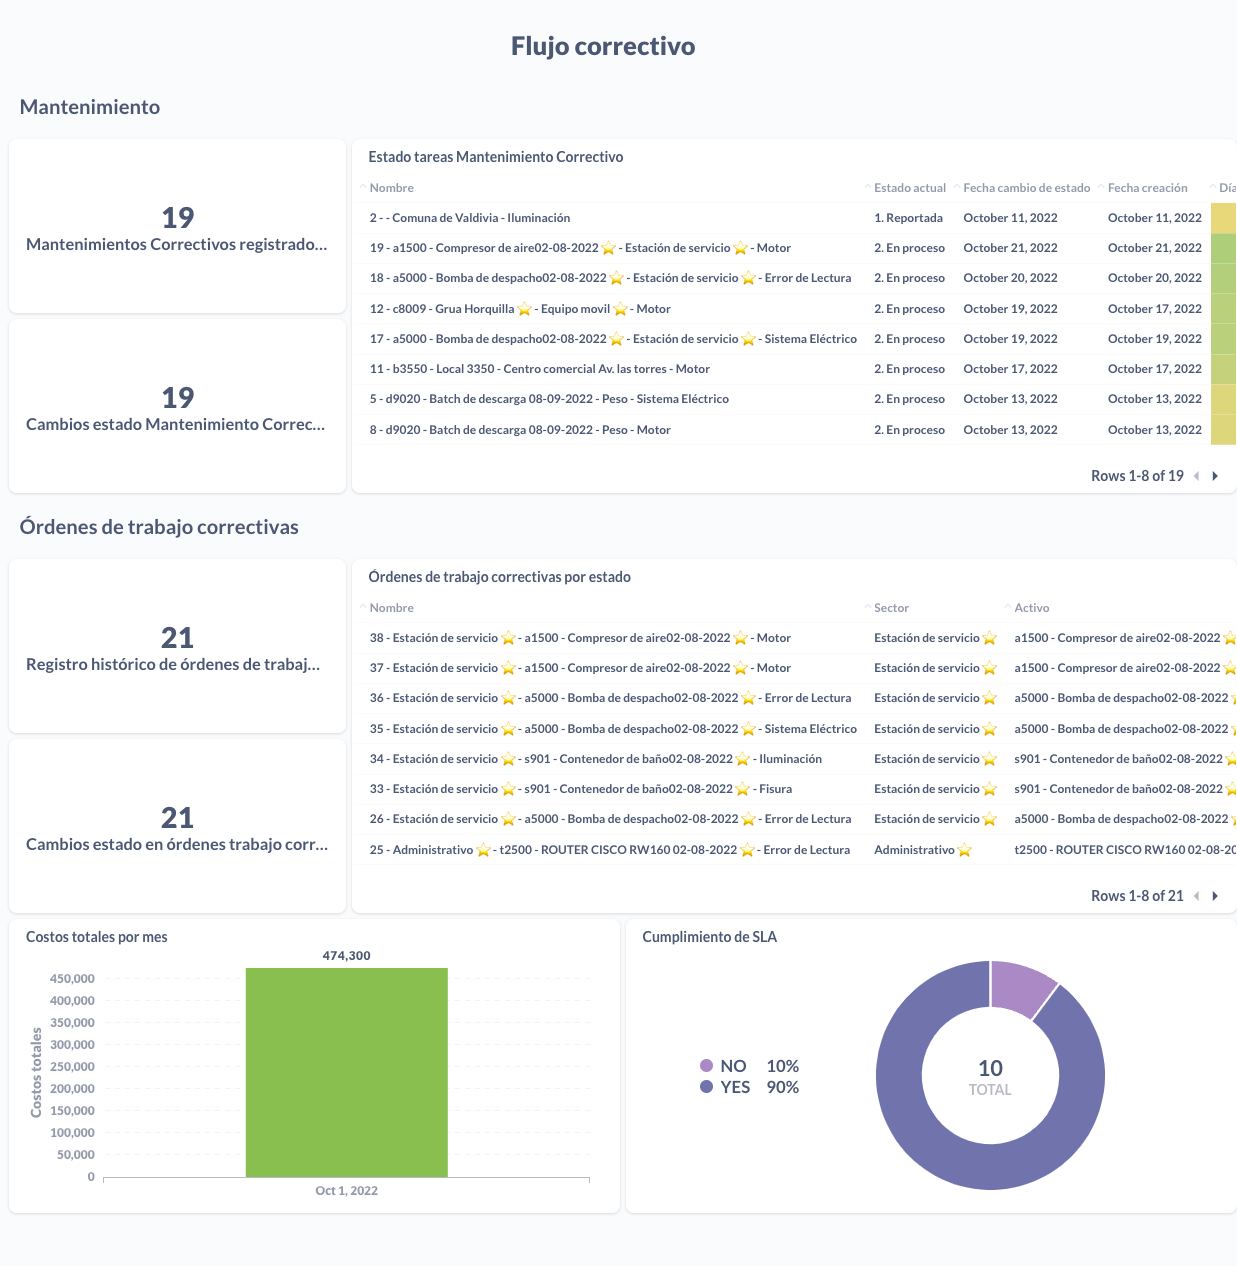 Flujo correctivo
Mantenimiento
19
Mantenimientos Correctivos registrado...
19
Cambios estado Mantenimiento Correc...
Estado tareas Mantenimiento Correctivo
Nombre Estado actual Fecha cambio de estado Fecha creación Día
2 - - Comuna de Valdivia - Iluminación 1. Reportada October 11, 2022 October 11, 2022
19 - a1500 - Compresor de aire02-08-2022 ⭐ - Estación de servicio ⭐ - Motor 2. En proceso October 21, 2022 October 21, 2022
18 - a5000 - Bomba de despacho02-08-2022 ⭐ - Estación de servicio ⭐ - Error de Lectura 2. En proceso October 20, 2022 October 20, 2022
12 - c8009 - Grua Horquilla ⭐ - Equipo movil ⭐ - Motor 2. En proceso October 19, 2022 October 17, 2022
17 - a5000 - Bomba de despacho02-08-2022 ⭐ - Estación de servicio ⭐ - Sistema Eléctrico 2. En proceso October 19, 2022 October 19, 2022
11 - b3550 - Local 3350 - Centro comercial Av. las torres - Motor 2. En proceso October 17, 2022 October 17, 2022
5 - d9020 - Batch de descarga 08-09-2022 - Peso - Sistema Eléctrico 2. En proceso October 13, 2022 October 13, 2022
8 - d9020 - Batch de descarga 08-09-2022 - Peso - Motor 2. En proceso October 13, 2022 October 13, 2022
Rows 1-8 of 19
Órdenes de trabajo correctivas
21
Registro histórico de órdenes de trabaj...
21
Cambios estado en órdenes trabajo corr...
Órdenes de trabajo correctivas por estado
Nombre Sector Activo
38 - Estación de servicio ⭐ - a1500 - Compresor de aire02-08-2022 ⭐ - Motor Estación de servicio ⭐ a1500 - Compresor de aire02-08-2022 ⭐
37 - Estación de servicio ⭐ - a1500 - Compresor de aire02-08-2022 ⭐ - Motor Estación de servicio ⭐ a1500 - Compresor de aire02-08-2022 ⭐
36 - Estación de servicio ⭐ - a5000 - Bomba de despacho02-08-2022 ⭐ - Error de Lectura Estación de servicio ⭐ a5000 - Bomba de despacho02-08-2022 ⭐
35 - Estación de servicio ⭐ - a5000 - Bomba de despacho02-08-2022 ⭐ - Sistema Eléctrico Estación de servicio ⭐ a5000 - Bomba de despacho02-08-2022 ⭐
34 - Estación de servicio ⭐ - s901 - Contenedor de baño02-08-2022 ⭐ - Iluminación Estación de servicio ⭐ s901 - Contenedor de baño02-08-2022 ⭐
33 - Estación de servicio ⭐ - s901 - Contenedor de baño02-08-2022 ⭐ - Fisura Estación de servicio ⭐ s901 - Contenedor de baño02-08-2022 ⭐
26 - Estación de servicio ⭐ - a5000 - Bomba de despacho02-08-2022 ⭐ - Error de Lectura Estación de servicio ⭐ a5000 - Bomba de despacho02-08-2022 ⭐
25 - Administrativo ⭐ - t2500 - ROUTER CISCO RW160 02-08-2022 ⭐ - Error de Lectura Administrativo ⭐ t2500 - ROUTER CISCO RW160 02-08-20
Rows 1-8 of 21
Costos totales por mes
474,300
450,000
400,000
350,000
300,000
250,000
200,000
150,000
100,000
50,000
0
Costos totales
Oct 1, 2022
Cumplimiento de SLA
NO 10%
YES 90%
10
TOTAL